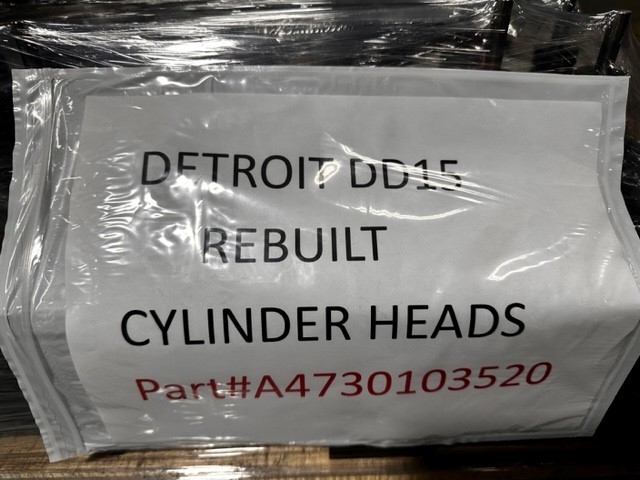 DETROIT DD15
REBUILT
CYLINDER HEADS
Part#A4730103520